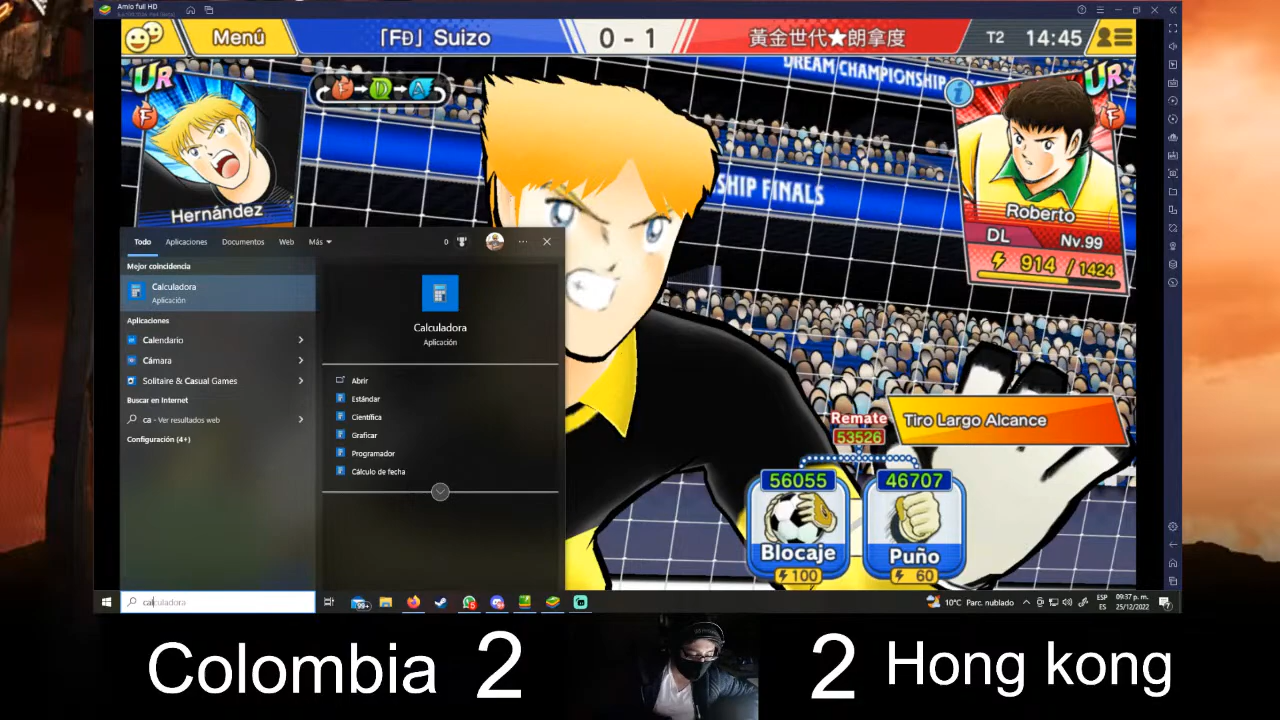 Amio full HD
Menú
「FĐ」Suizo
0 - 1
黃金世代★朗拿度
T2
14:45
UR
F
F D A
Hernández
DREAM CHAMPIONSHIP
SHIP FINALS
UR
F
Roberto
DL
Nv.99
914 / 1424
Todo
Aplicaciones
Documentos
Web
Más
0
Mejor coincidencia
Calculadora
Aplicación
Aplicaciones
Calendario
Cámara
Solitaire & Casual Games
Buscar en Internet
ca - Ver resultados web
Configuración (4+)
Calculadora
Aplicación
Abrir
Estándar
Científica
Graficar
Programador
Cálculo de fecha
Remate
53526
Tiro Largo Alcance
56055
Blocaje
100
46707
Puño
60
calculadora
99+
10°C Parc. nublado
ESP
ES
09:37 p. m.
25/12/2022
Colombia 2
2 Hong kong